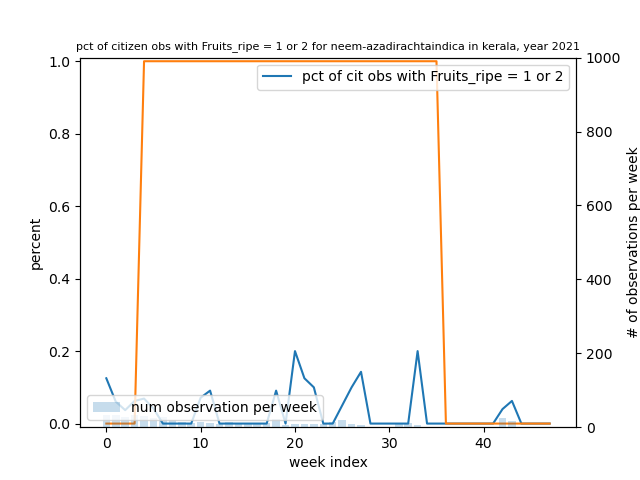 pct of citizen obs with Fruits_ripe = 1 or 2 for neem-azadirachtaindica in kerala, year 2021
pct of cit obs with Fruits_ripe = 1 or 2
1.0
0.8
0.6
0.4
0.2
0.0
percent
1000
800
600
400
200
0
# of observations per week
num observation per week
0 10 20 30 40
week index